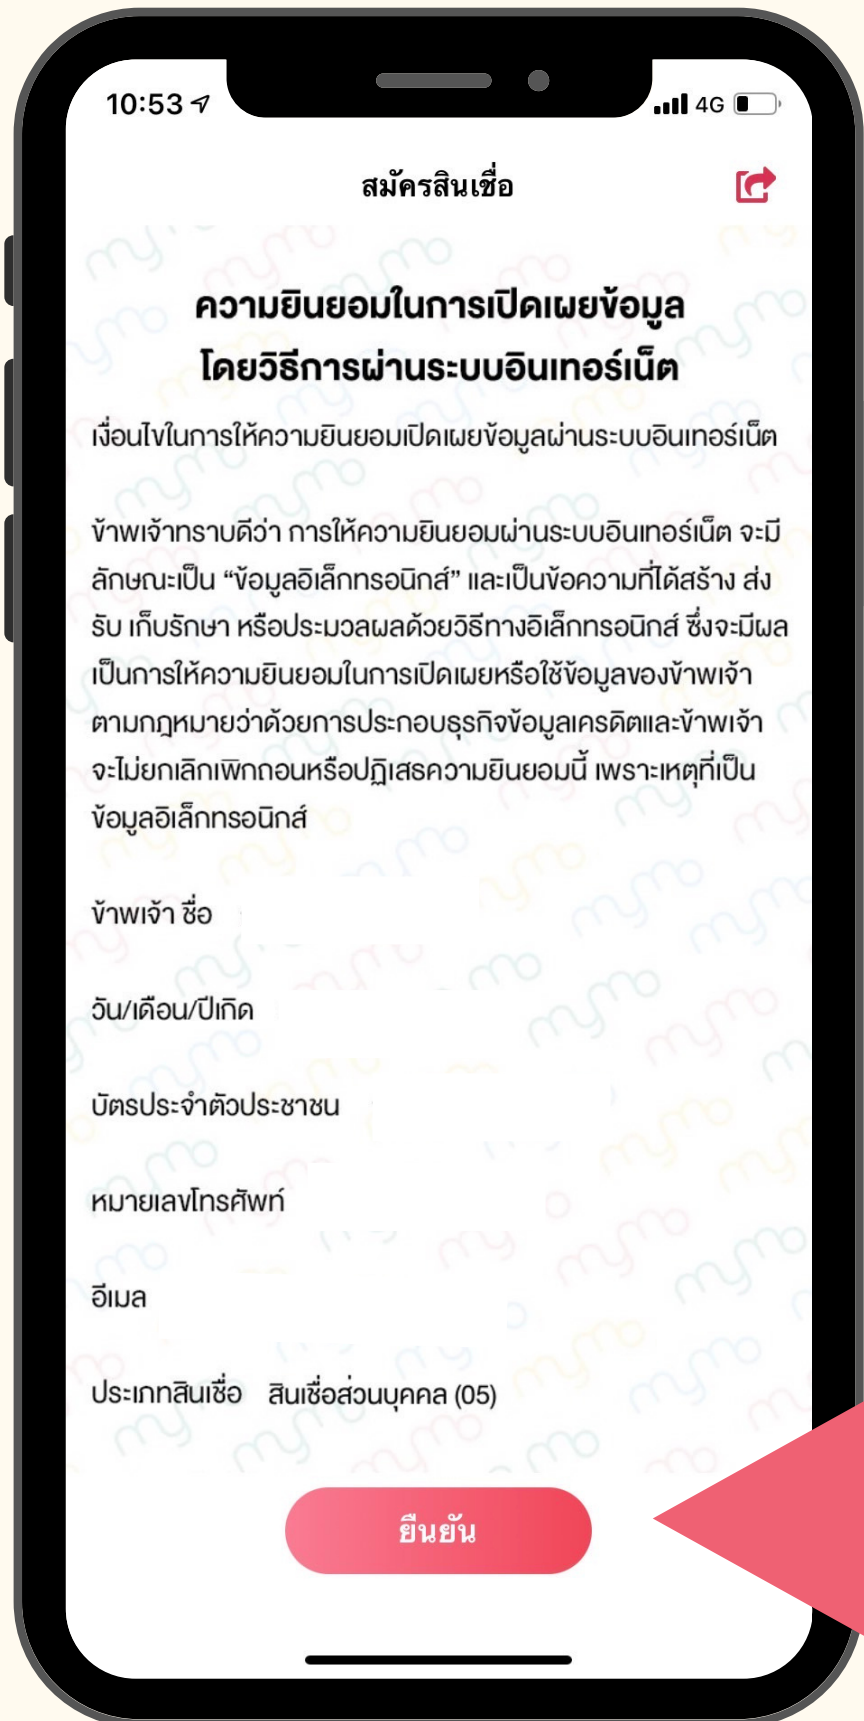 10:53
4G
สมัครสินเชื่อ
ความยินยอมในการเปิดเผยข้อมูล
โดยวิธีการผ่านระบบอินเทอร์เน็ต
เงื่อนไขในการให้ความยินยอมเปิดเผยข้อมูลผ่านระบบอินเทอร์เน็ต
ข้าพเจ้าทราบดีว่า การให้ความยินยอมผ่านระบบอินเทอร์เน็ต จะมี
ลักษณะเป็น “ข้อมูลอิเล็กทรอนิกส์” และเป็นข้อความที่ได้สร้าง ส่ง
รับ เก็บรักษา หรือประมวลผลด้วยวิธีทางอิเล็กทรอนิกส์ ซึ่งจะมีผล
เป็นการให้ความยินยอมในการเปิดเผยหรือใช้ข้อมูลของข้าพเจ้า
ตามกฎหมายว่าด้วยการประกอบธุรกิจข้อมูลเครดิตและข้าพเจ้า
จะไม่ยกเลิกเพิกถอนหรือปฏิเสธความยินยอมนี้ เพราะเหตุที่เป็น
ข้อมูลอิเล็กทรอนิกส์
ข้าพเจ้า ชื่อ
วัน/เดือน/ปีเกิด
บัตรประจำตัวประชาชน
หมายเลขโทรศัพท์
อีเมล
ประเภทสินเชื่อ สินเชื่อส่วนบุคคล (05)
ยืนยัน